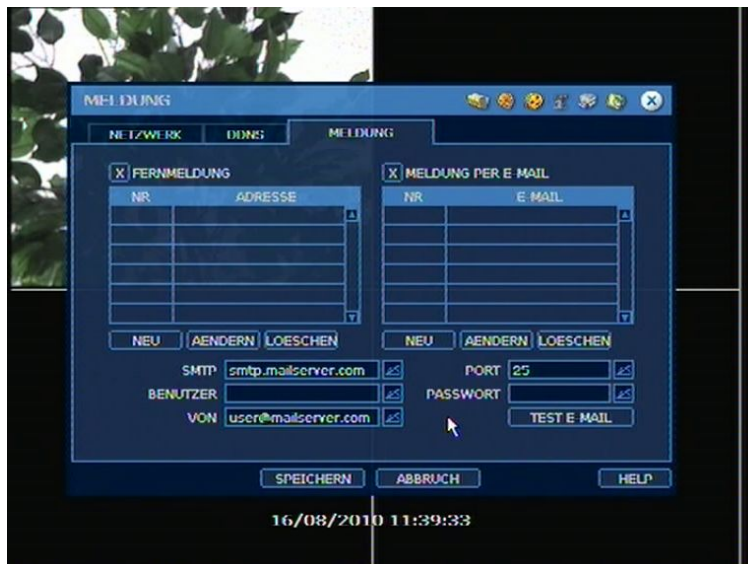 MELDUNG
NETZWERK DDNS MELDUNG
X FERNMELDUNG X MELDUNG PER E-MAIL
NR ADRESSE NR E-MAIL
NEU AENDERN LOESCHEN NEU AENDERN LOESCHEN
SMTP smtp.mailserver.com PORT 25
BENUTZER PASSWORT
VON user@mailserver.com TEST E-MAIL
SPEICHERN ABBRUCH HELP
16/08/2010 11:39:33